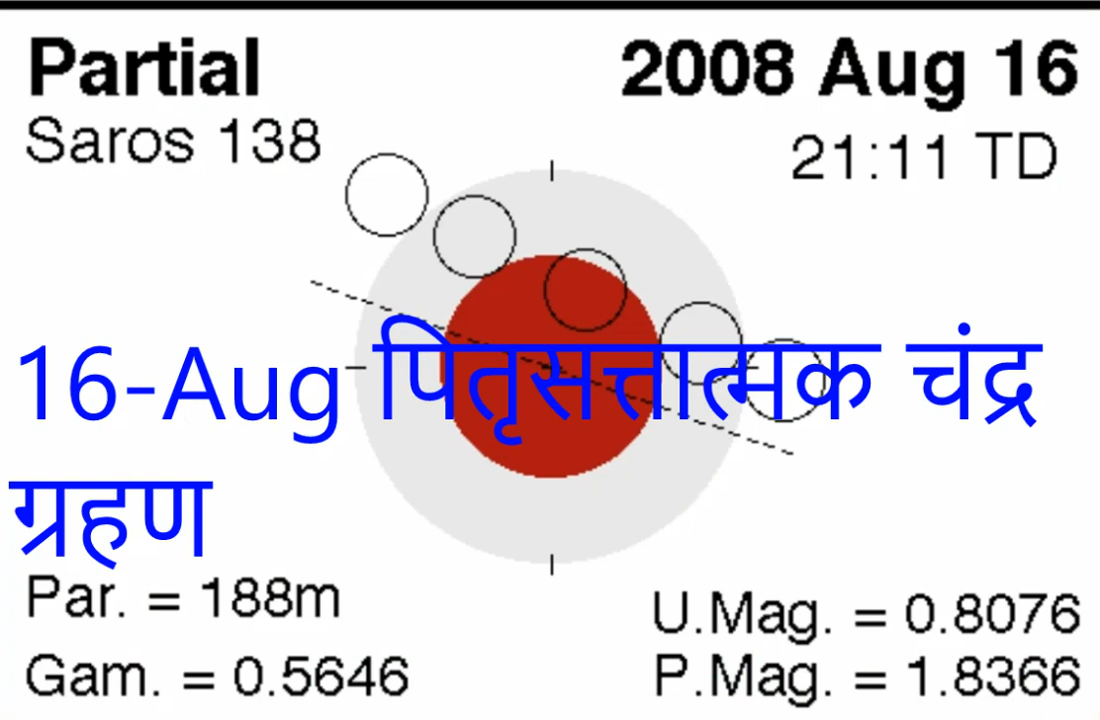 Partial
2008 Aug 16
Saros 138
21:11 TD
16-Aug पितृसत्तात्मक चंद्र
ग्रहण
Par. = 188m
U.Mag. = 0.8076
Gam. = 0.5646
P.Mag. = 1.8366